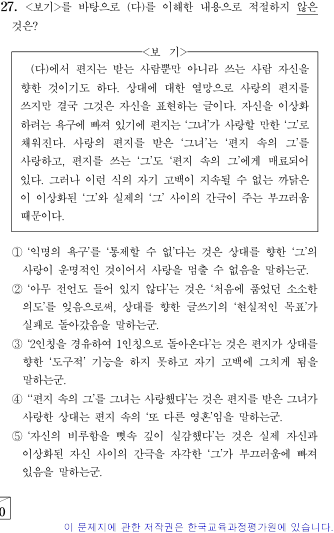 27. <보기>를 바탕으로 (다)를 이해한 내용으로 적절하지 않은
것은?
<보 기>
(다)에서 편지는 받는 사람뿐만 아니라 쓰는 사람 자신을
향한 것이기도 하다. 상대에 대한 열망으로 사랑의 편지를
쓰지만 결국 그것은 자신을 표현하는 글이다. 자신을 이상화
하려는 욕구에 빠져 있기에 편지는 ‘그녀’가 사랑할 만한 ‘그’로
채워진다. 사랑의 편지를 받은 ‘그녀’는 ‘편지 속의 그’를
사랑하고, 편지를 쓰는 ‘그’도 ‘편지 속의 그’에게 매료되어
있다. 그러나 이런 식의 자기 고백이 지속될 수 없는 까닭은
이 이상화된 ‘그’와 실제의 ‘그’ 사이의 간극이 주는 부끄러움
때문이다.
① ‘익명의 욕구’를 ‘통제할 수 없’다는 것은 상대를 향한 ‘그’의
사랑이 운명적인 것이어서 사랑을 멈출 수 없음을 말하는군.
② ‘아무 전언도 들어 있지 않다’는 것은 ‘처음에 품었던 소소한
의도’를 잊음으로써, 상대를 향한 글쓰기의 ‘현실적인 목표’가
실패로 돌아갔음을 말하는군.
③ ‘2인칭을 경유하여 1인칭으로 돌아온다’는 것은 편지가 상대를
향한 ‘도구적’ 기능을 하지 못하고 자기 고백에 그치게 됨을
말하는군.
④ ‘‘편지 속의 그’를 그녀는 사랑했다’는 것은 편지를 받은 그녀가
사랑한 상대는 편지 속의 ‘또 다른 영혼’임을 말하는군.
⑤ ‘자신의 비루함을 뼛속 깊이 실감했다’는 것은 실제 자신과
이상화된 자신 사이의 간극을 자각한 ‘그’가 부끄러움에 빠져
있음을 말하는군.
0
이 문제지에 관한 저작권은 한국교육과정평가원에 있습니다.